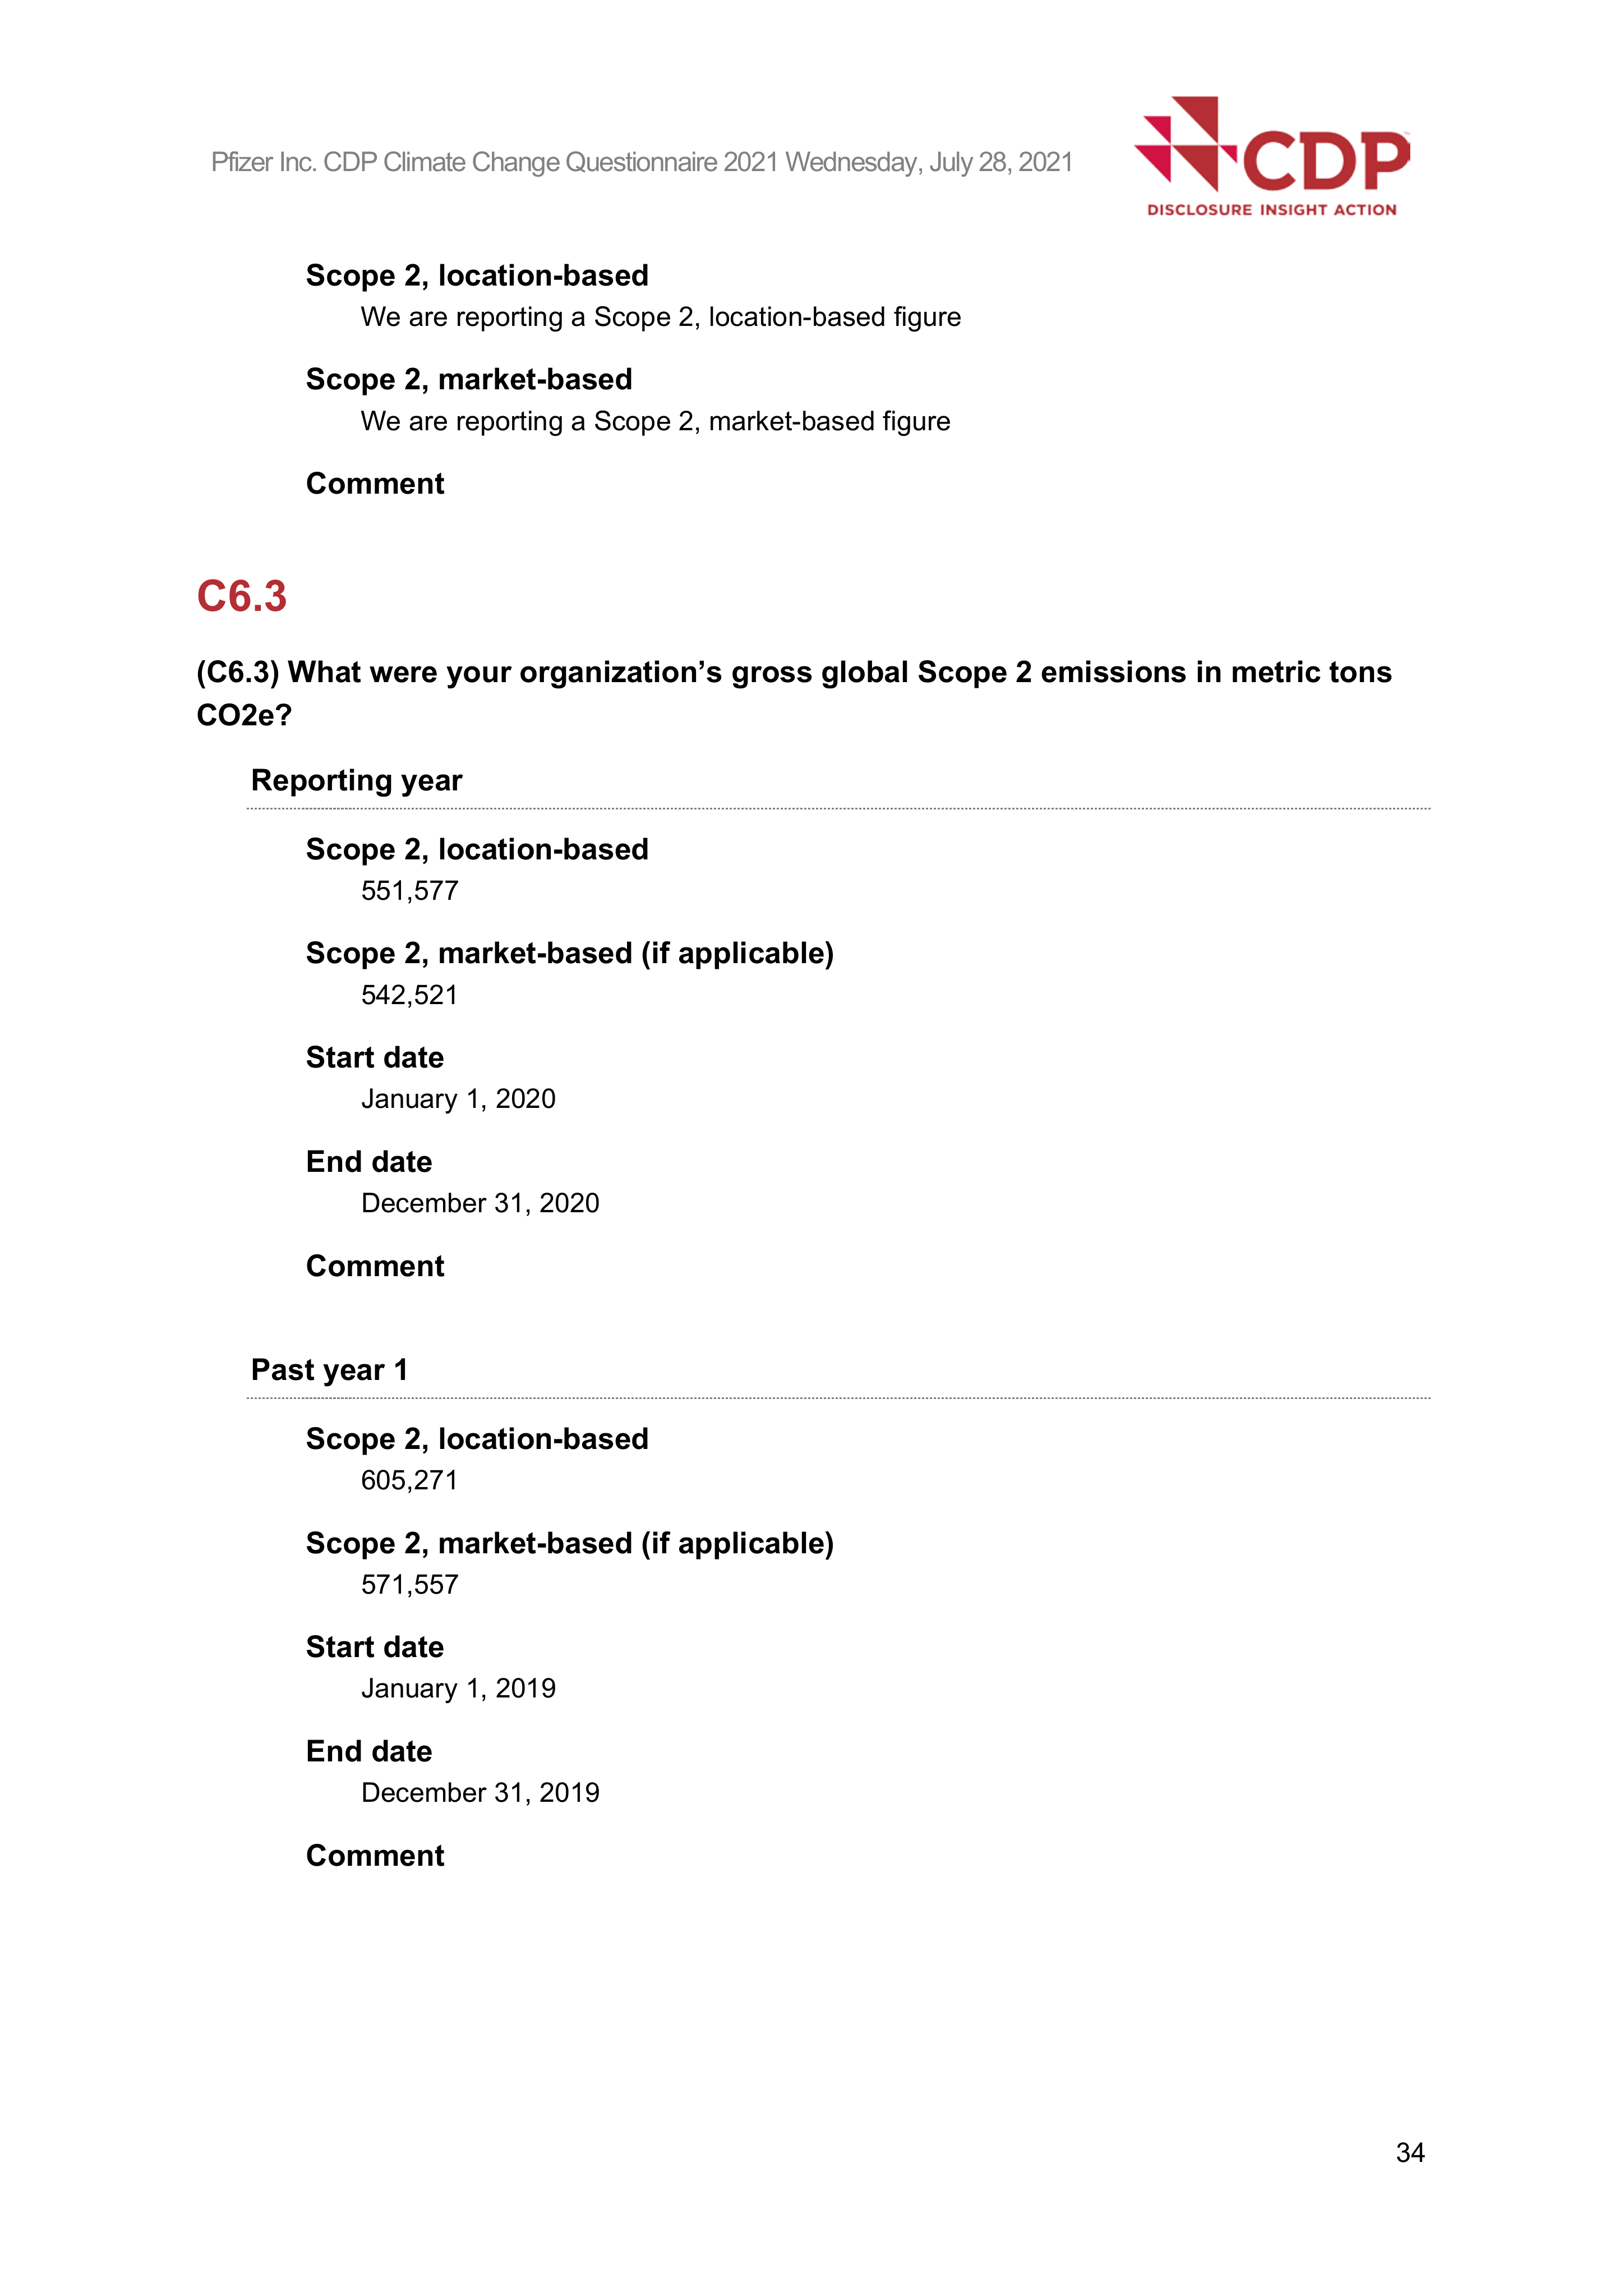 Pfizer Inc. CDP Climate Change Questionnaire 2021 Wednesday, July 28, 2021
CDP
DISCLOSURE INSIGHT ACTION
Scope 2, location-based
We are reporting a Scope 2, location-based figure
Scope 2, market-based
We are reporting a Scope 2, market-based figure
Comment
C6.3
(C6.3) What were your organization’s gross global Scope 2 emissions in metric tons
CO2e?
Reporting year
Scope 2, location-based
551,577
Scope 2, market-based (if applicable)
542,521
Start date
January 1, 2020
End date
December 31, 2020
Comment
Past year 1
Scope 2, location-based
605,271
Scope 2, market-based (if applicable)
571,557
Start date
January 1, 2019
End date
December 31, 2019
Comment
34